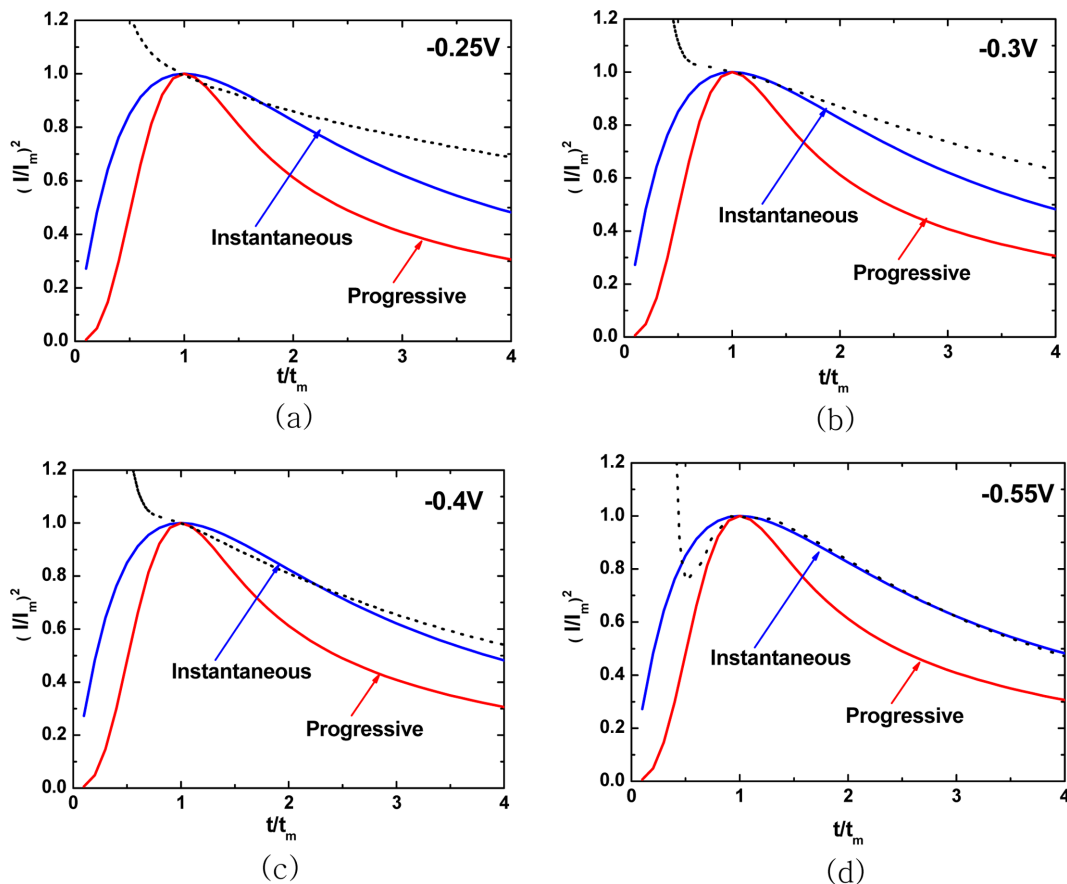 1.2
1.0
0.8
0.6
0.4
0.2
0.0
( I/Iₘ)²
-0.25V
Instantaneous
Progressive
0 1 2 3 4
t/tₘ
(a)
1.2
1.0
0.8
0.6
0.4
0.2
0.0
( I/Iₘ)²
-0.3V
Instantaneous
Progressive
0 1 2 3 4
t/tₘ
(b)
1.2
1.0
0.8
0.6
0.4
0.2
0.0
( I/Iₘ)²
-0.4V
Instantaneous
Progressive
0 1 2 3 4
t/tₘ
(c)
1.2
1.0
0.8
0.6
0.4
0.2
0.0
( I/Iₘ)²
-0.55V
Instantaneous
Progressive
0 1 2 3 4
t/tₘ
(d)